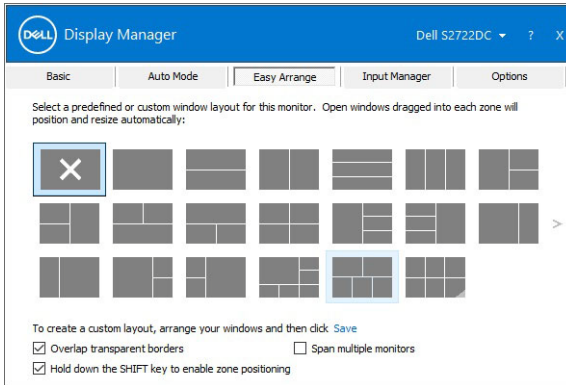 DELL Display Manager Dell S2722DC ? X
Basic Auto Mode Easy Arrange Input Manager Options
Select a predefined or custom window layout for this monitor. Open windows dragged into each zone will
position and resize automatically:
>
To create a custom layout, arrange your windows and then click Save
Overlap transparent borders Span multiple monitors
Hold down the SHIFT key to enable zone positioning